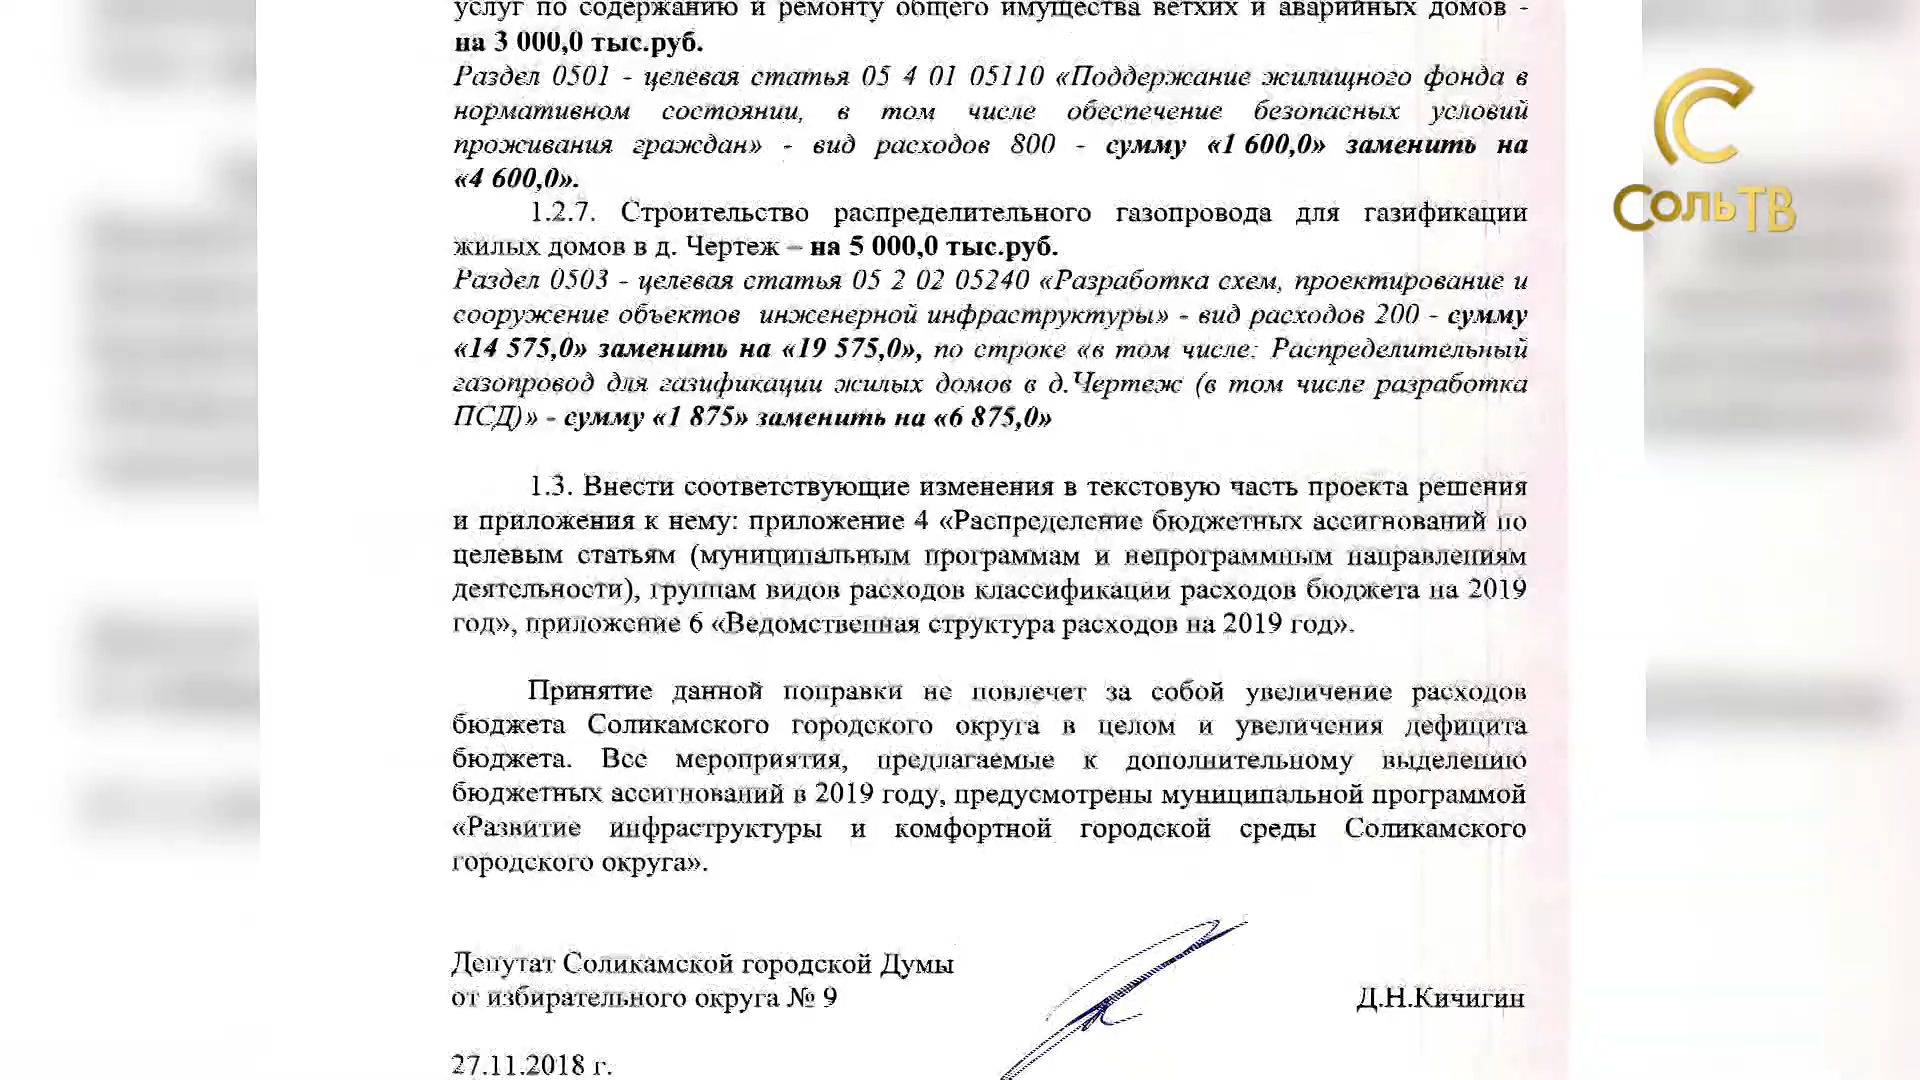 услуг по содержанию и ремонту общего имущества ветхих и аварийных домов -
на 3 000,0 тыс.руб.
Раздел 0501 - целевая статья 05 4 01 05110 «Поддержание жилищного фонда в
нормативном состоянии, в том числе обеспечение безопасных условий
проживания граждан» - вид расходов 800 - сумму «1 600,0» заменить на
«4 600,0».
1.2.7. Строительство распределительного газопровода для газификации
жилых домов в д. Чертеж – на 5 000,0 тыс.руб.
Раздел 0503 - целевая статья 05 2 02 05240 «Разработка схем, проектирование и
сооружение объектов инженерной инфраструктуры» - вид расходов 200 - сумму
«14 575,0» заменить на «19 575,0», по строке «в том числе: Распределительный
газопровод для газификации жилых домов в д.Чертеж (в том числе разработка
ПСД)» - сумму «1 875» заменить на «6 875,0»
1.3. Внести соответствующие изменения в текстовую часть проекта решения
и приложения к нему: приложение 4 «Распределение бюджетных ассигнований по
целевым статьям (муниципальным программам и непрограммным направлениям
деятельности), группам видов расходов классификации расходов бюджета на 2019
год», приложение 6 «Ведомственная структура расходов на 2019 год».
Принятие данной поправки не повлечет за собой увеличение расходов
бюджета Соликамского городского округа в целом и увеличения дефицита
бюджета. Все мероприятия, предлагаемые к дополнительному выделению
бюджетных ассигнований в 2019 году, предусмотрены муниципальной программой
«Развитие инфраструктуры и комфортной городской среды Соликамского
городского округа».
Депутат Соликамской городской Думы
от избирательного округа № 9
Д.Н.Кичигин
27.11.2018 г.
СольТВ